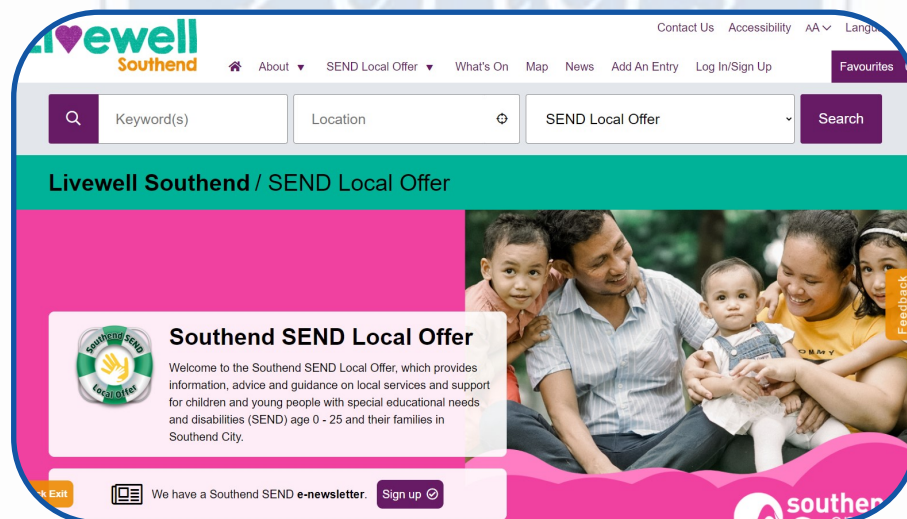 Livewell
Southend
Contact Us Accessibility AA
About SEND Local Offer What's On Map News Add An Entry Log In/Sign Up Favourites
Keyword(s) Location SEND Local Offer Search
Livewell Southend / SEND Local Offer
Feedback
Southend SEND
Local Offer
Southend SEND Local Offer
Welcome to the Southend SEND Local Offer, which provides
information, advice and guidance on local services and support
for children and young people with special educational needs
and disabilities (SEND) age 0 - 25 and their families in
Southend City.
We have a Southend SEND e-newsletter. Sign up
Exit